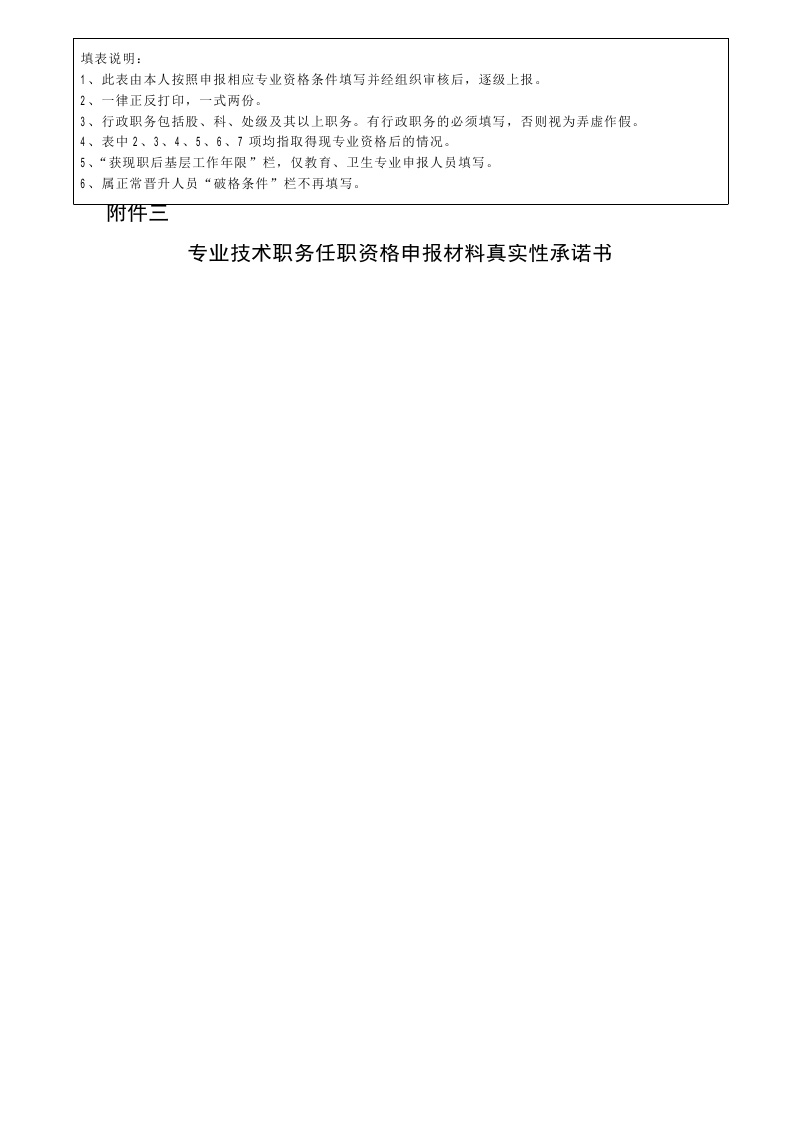 填表说明：
1、此表由本人按照申报相应专业资格条件填写并经组织审核后，逐级上报。
2、一律正反打印，一式两份。
3、行政职务包括股、科、处级及其以上职务。有行政职务的必须填写，否则视为弄虚作假。
4、表中2、3、4、5、6、7 项均指取得现专业资格后的情况。
5、“获现职后基层工作年限”栏，仅教育、卫生专业申报人员填写。
6、属正常晋升人员“破格条件”栏不再填写。
附件三
专业技术职务任职资格申报材料真实性承诺书